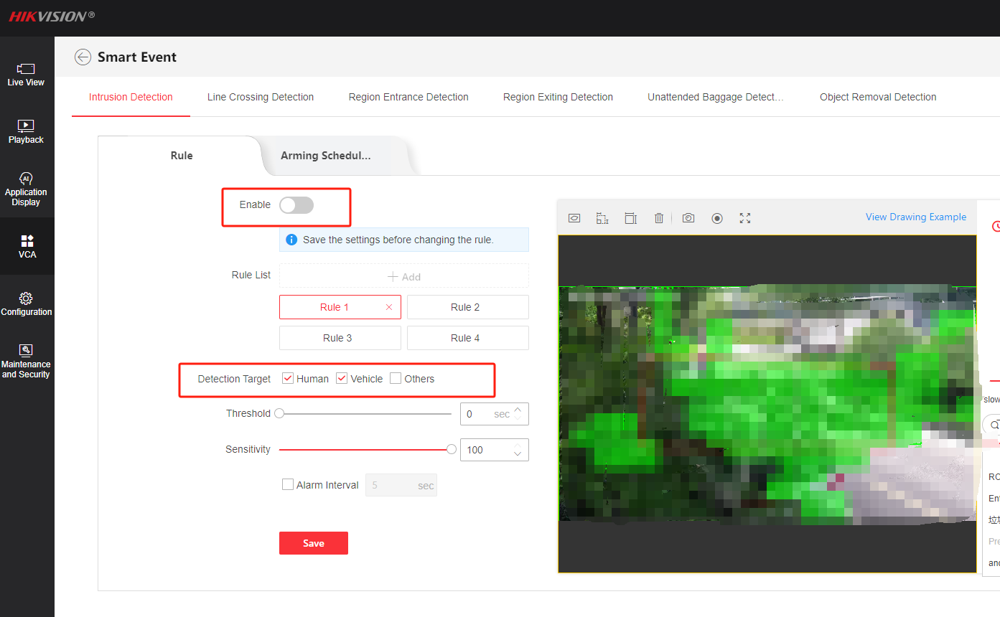 HIKVISION®
Smart Event
Live View
Playback
Application
Display
VCA
Configuration
Maintenance
and Security
Intrusion Detection
Line Crossing Detection
Region Entrance Detection
Region Exiting Detection
Unattended Baggage Detect...
Object Removal Detection
Rule
Arming Schedul...
Enable
Save the settings before changing the rule.
Rule List
Add
Rule 1
Rule 2
Rule 3
Rule 4
Detection Target
Human
Vehicle
Others
Threshold
0 sec
Sensitivity
100
Alarm Interval
5 sec
Save
View Drawing Example
slow
RO
Ent
Pre
and